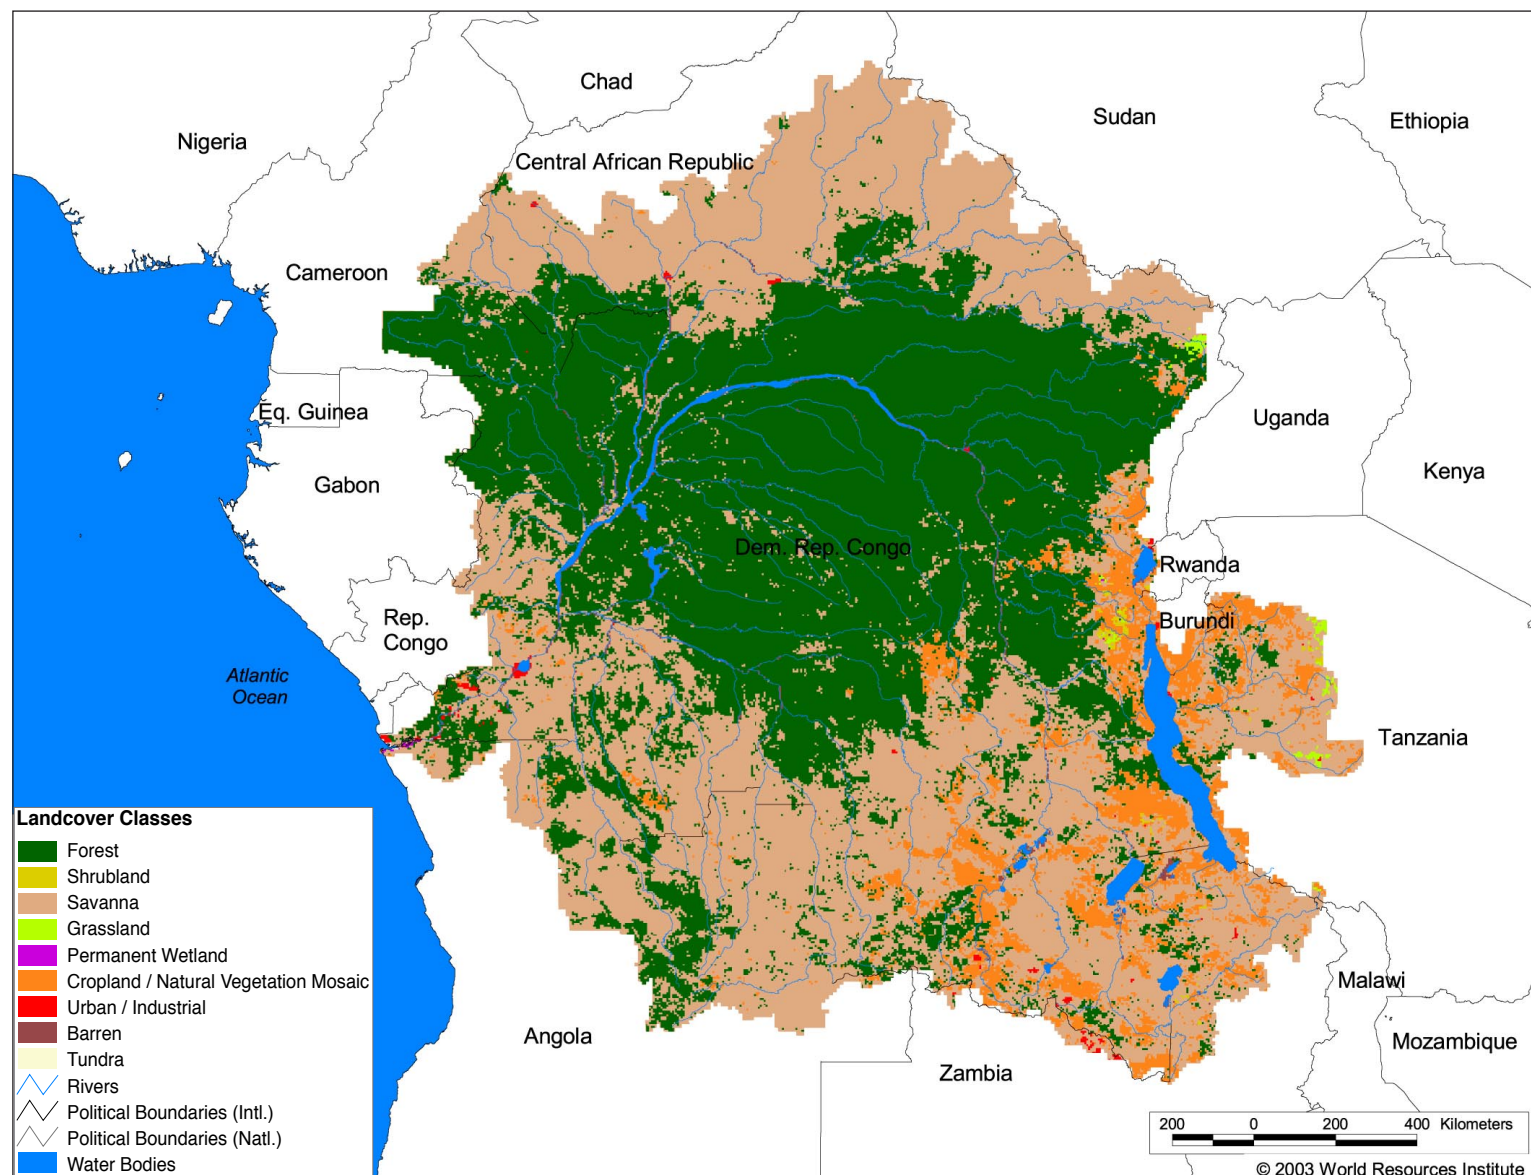 Chad
Sudan
Ethiopia
Nigeria
Central African Republic
Cameroon
Eq. Guinea
Uganda
Kenya
Gabon
Dem. Rep. Congo
Rwanda
Rep.
Congo
Burundi
Atlantic
Ocean
Tanzania
Landcover Classes
Forest
Shrubland
Savanna
Grassland
Permanent Wetland
Cropland / Natural Vegetation Mosaic
Urban / Industrial
Barren
Tundra
Rivers
Political Boundaries (Intl.)
Political Boundaries (Natl.)
Water Bodies
Angola
Zambia
Malawi
Mozambique
200 0 200 400 Kilometers
© 2003 World Resources Institute